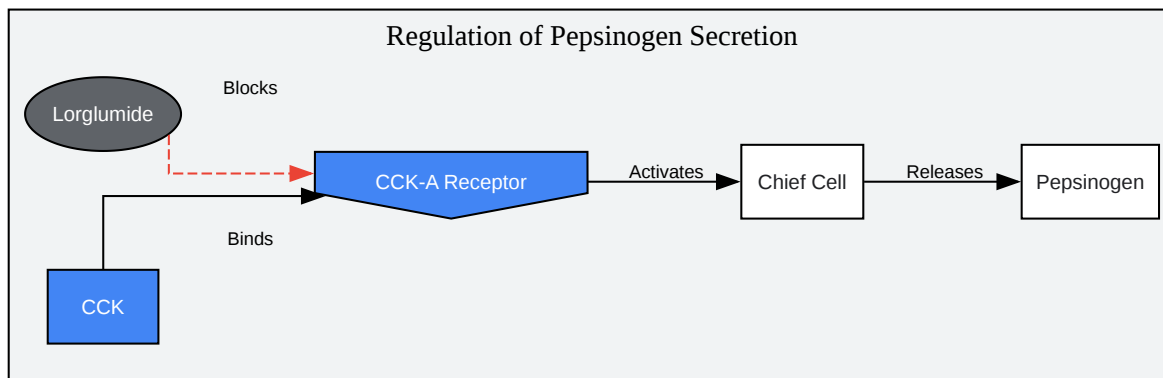 Regulation of Pepsinogen Secretion
Blocks
Lorglumide
CCK-A Receptor
Activates
Chief Cell
Releases
Pepsinogen
Binds
CCK